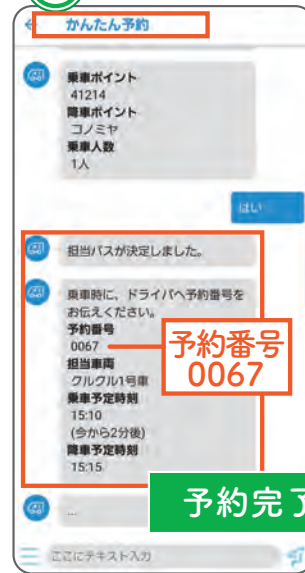 かんたん予約
乗車ポイント
41214
降車ポイント
コノミヤ
乗車人数
1人
はい
担当バスが決定しました。
乗車時に、ドライバへ予約番号を
お伝えください。
予約番号
0067
担当車両
クルクル1号車
乗車予定時刻
15:10
(今から2分後)
降車予定時刻
15:15
予約番号
0067
...
予約完了
ここにテキスト入力